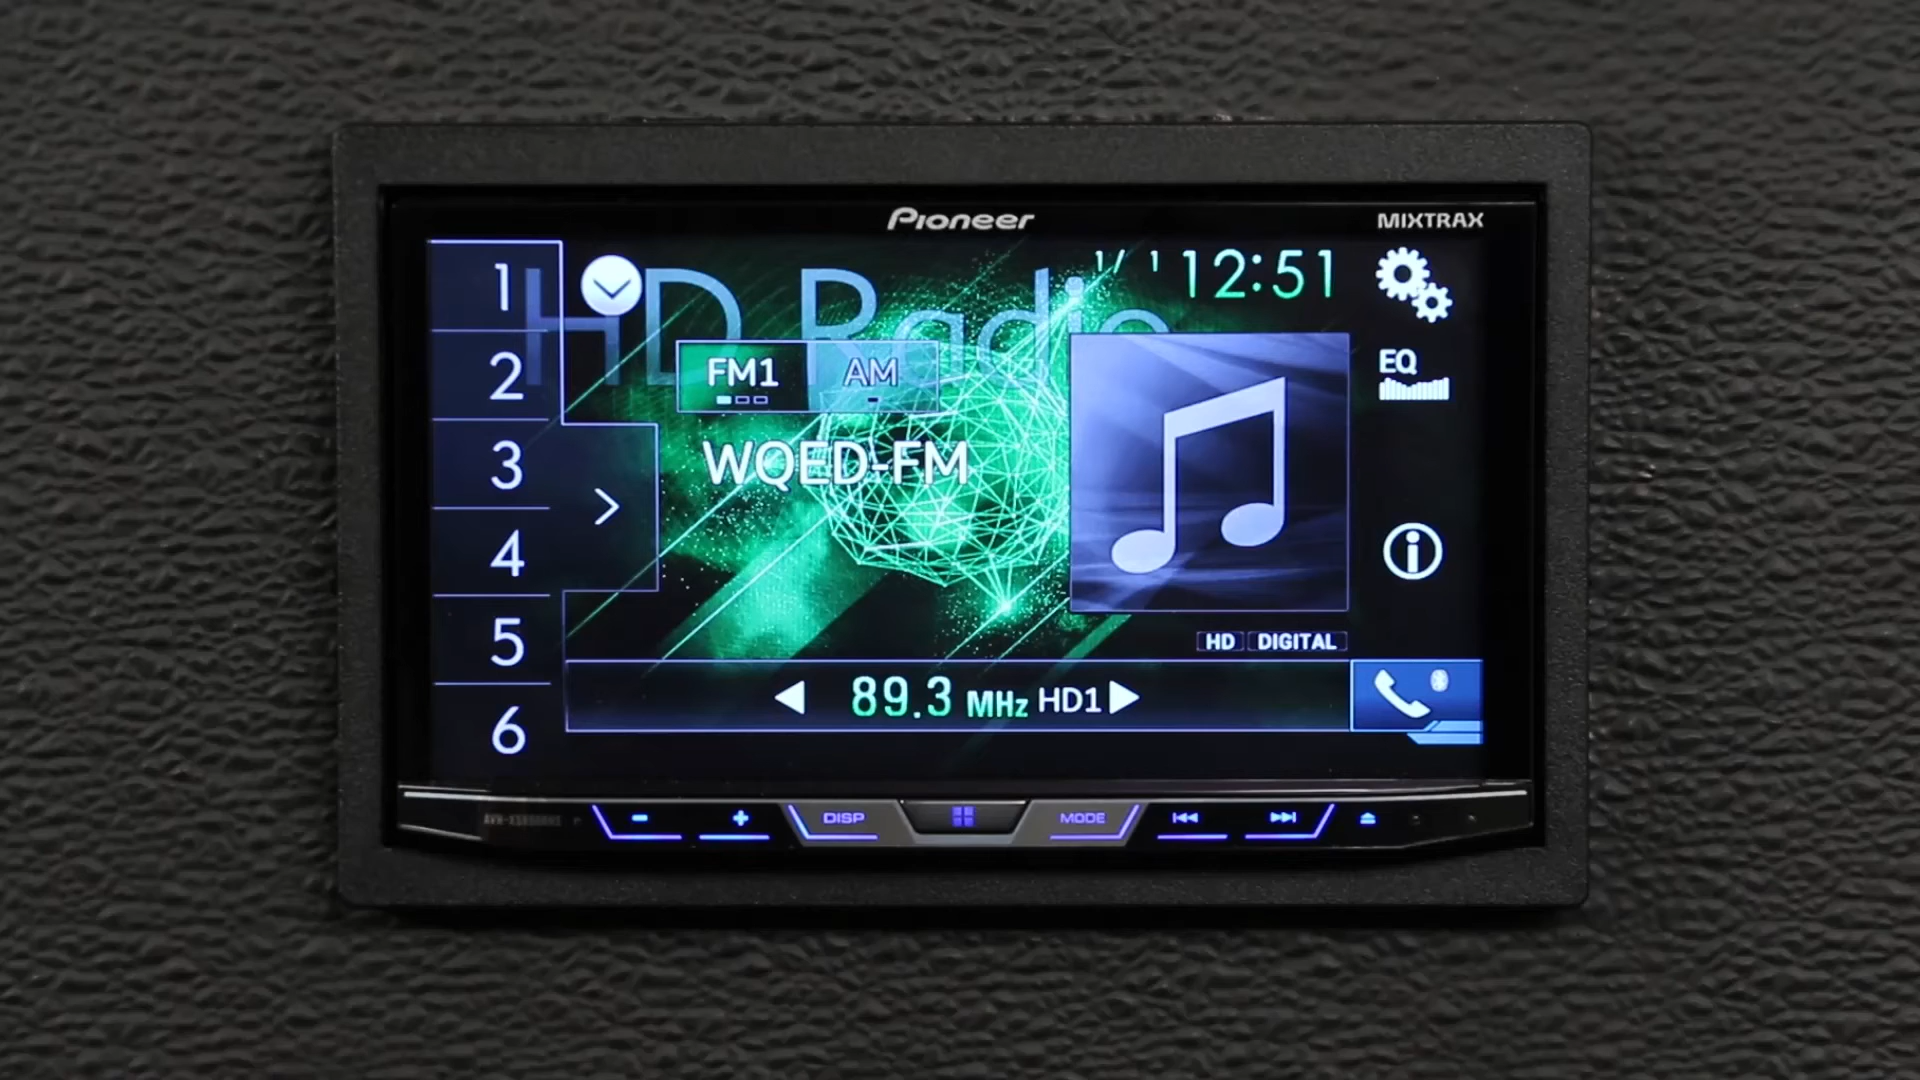 Pioneer
MIXTRAX
HD Radio
12:51
1
2
3
4
5
6
FM1
AM
EQ
WQED-FM
HD
DIGITAL
89.3 MHz HD1
DISP
MODE